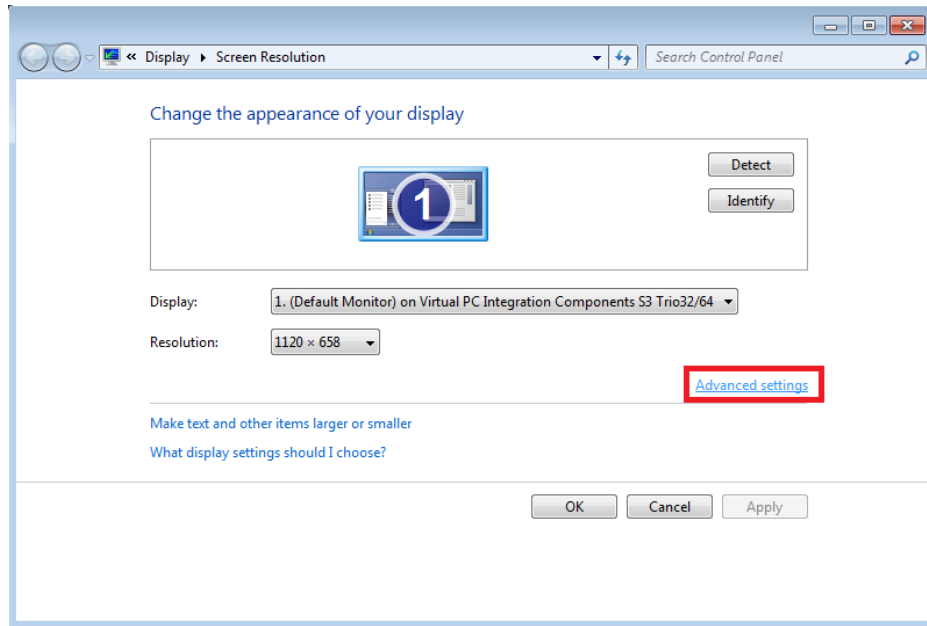 « Display ▸ Screen Resolution
Search Control Panel
Change the appearance of your display
1
Detect
Identify
Display: 1. (Default Monitor) on Virtual PC Integration Components S3 Trio32/64
Resolution: 1120 × 658
Advanced settings
Make text and other items larger or smaller
What display settings should I choose?
OK Cancel Apply